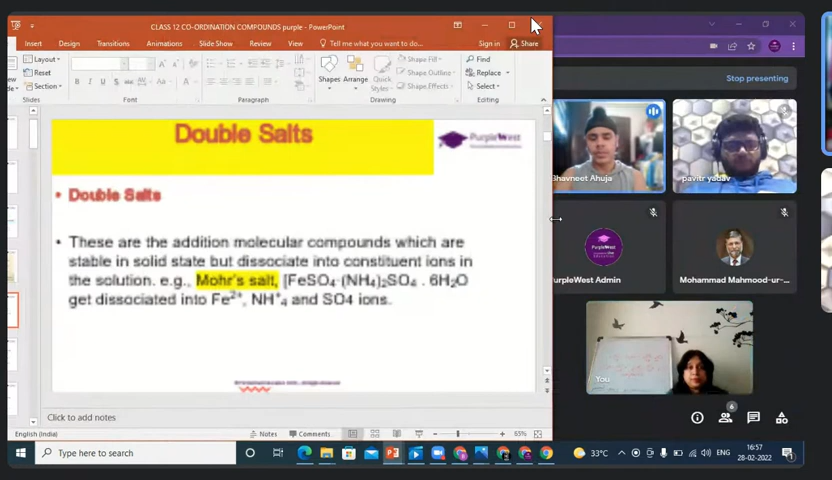 CLASS 12 CO-ORDINATION COMPOUNDS purple - PowerPoint
Insert Design Transitions Animations Slide Show Review View Tell me what you want to do... Sign in Share
Layout
Reset
Section
Slides
Font
Paragraph
Shapes Arrange Quick Styles
Shape Fill
Shape Outline
Shape Effects
Drawing
Find
Replace
Select
Editing
Stop presenting
Double Salts
PurpleWest
• Double Salts
• These are the addition molecular compounds which are
stable in solid state but dissociate into constituent ions in
the solution. e.g., Mohr's salt, [FeSO₄·(NH₄)₂SO₄ . 6H₂O
get dissociated into Fe²⁺, NH⁺₄ and SO4 ions.
Bhavneet Ahuja
pavitr yadav
PurpleWest Admin
Mohammad Mahmood-ur-...
You
6
Click to add notes
English (India)
Notes Comments
65%
Type here to search
33°C
ENG
16:57
28-02-2022